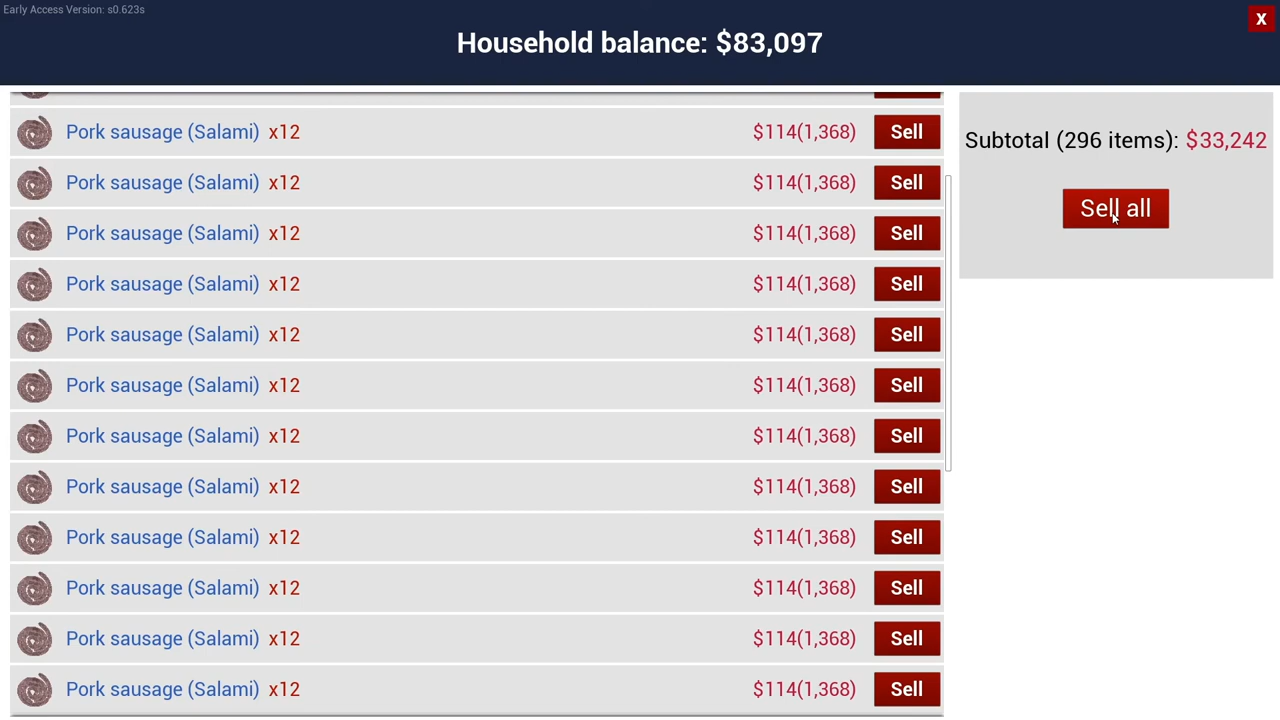 Early Access Version: s0.623s
X
Household balance: $83,097
Pork sausage (Salami) x12 $114(1,368) Sell
Pork sausage (Salami) x12 $114(1,368) Sell
Pork sausage (Salami) x12 $114(1,368) Sell
Pork sausage (Salami) x12 $114(1,368) Sell
Pork sausage (Salami) x12 $114(1,368) Sell
Pork sausage (Salami) x12 $114(1,368) Sell
Pork sausage (Salami) x12 $114(1,368) Sell
Pork sausage (Salami) x12 $114(1,368) Sell
Pork sausage (Salami) x12 $114(1,368) Sell
Pork sausage (Salami) x12 $114(1,368) Sell
Pork sausage (Salami) x12 $114(1,368) Sell
Pork sausage (Salami) x12 $114(1,368) Sell
Subtotal (296 items): $33,242
Sell all